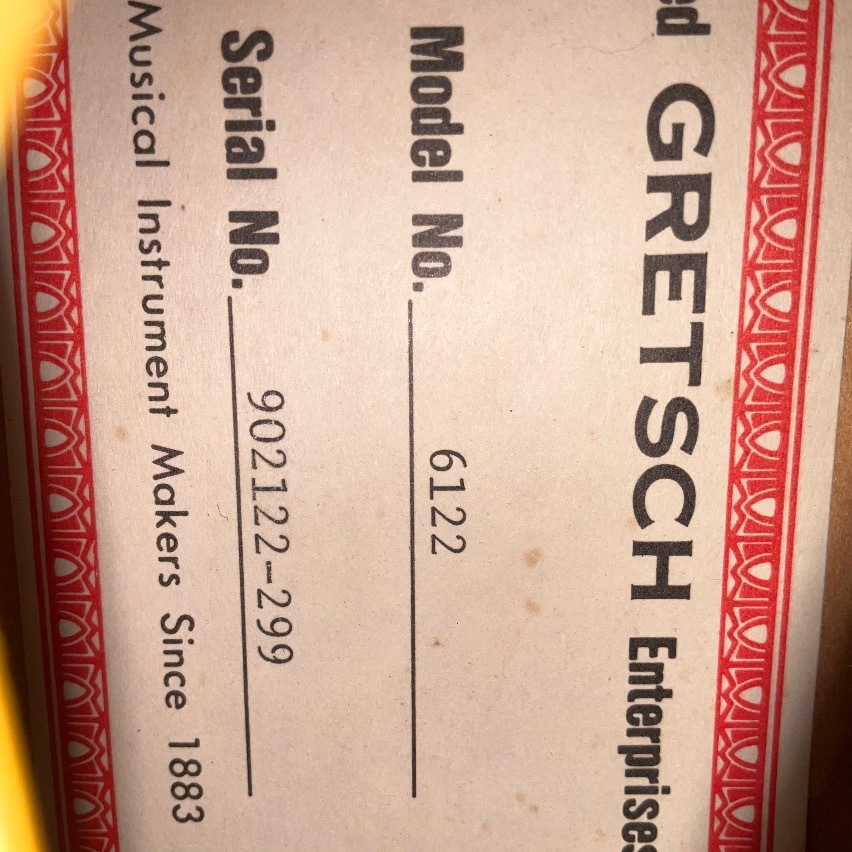 GRETSCH Enterprises
Model No. 6122
Serial No. 902122-299
Musical Instrument Makers Since 1883